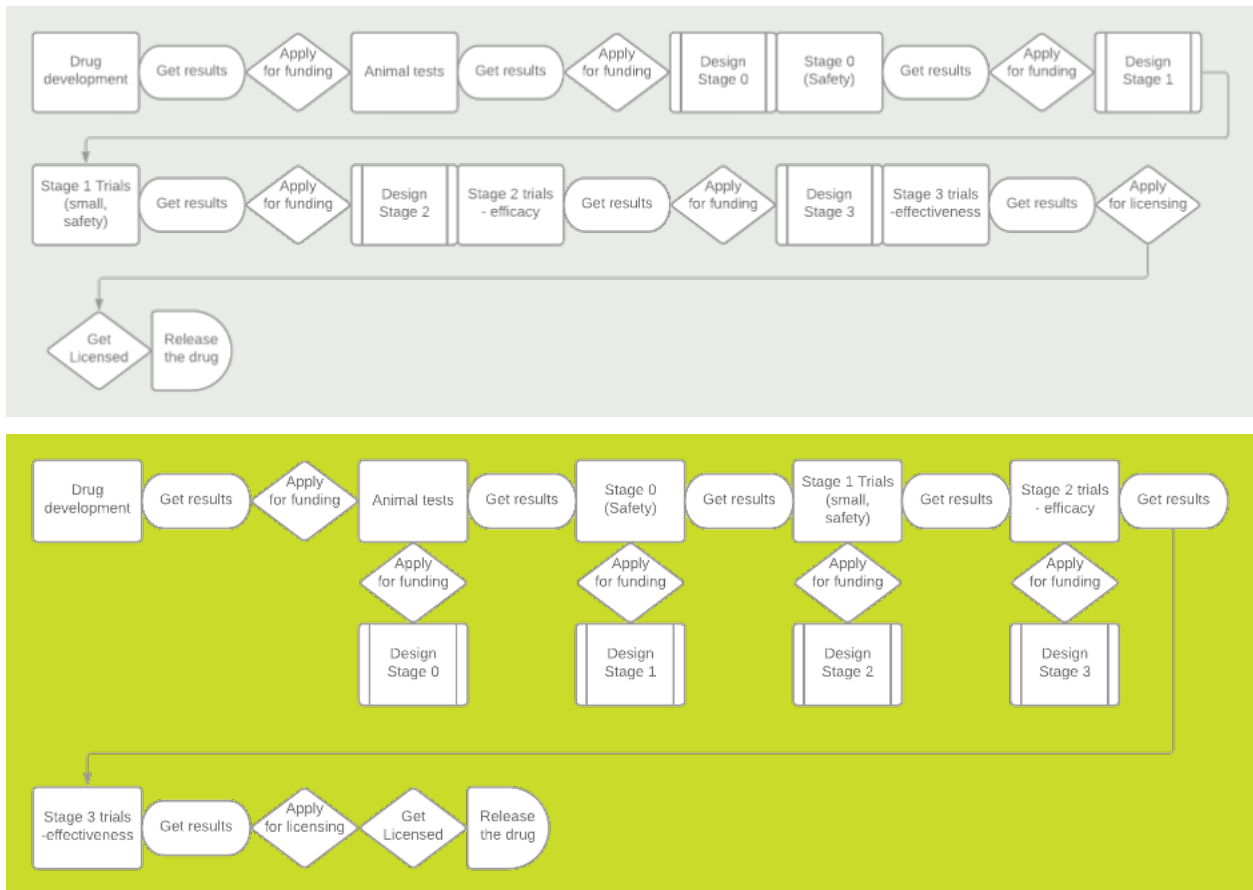 Drug
development
Get results
Apply
for funding
Animal tests
Get results
Apply
for funding
Design
Stage 0
Stage 0
(Safety)
Get results
Apply
for funding
Design
Stage 1
Stage 1 Trials
(small,
safety)
Get results
Apply
for funding
Design
Stage 2
Stage 2 trials
- efficacy
Get results
Apply
for funding
Design
Stage 3
Stage 3 trials
-effectiveness
Get results
Apply
for licensing
Get
Licensed
Release
the drug
Drug
development
Get results
Apply
for funding
Animal tests
Get results
Stage 0
(Safety)
Get results
Stage 1 Trials
(small,
safety)
Get results
Stage 2 trials
- efficacy
Get results
Apply
for funding
Apply
for funding
Apply
for funding
Apply
for funding
Design
Stage 0
Design
Stage 1
Design
Stage 2
Design
Stage 3
Stage 3 trials
-effectiveness
Get results
Apply
for licensing
Get
Licensed
Release
the drug